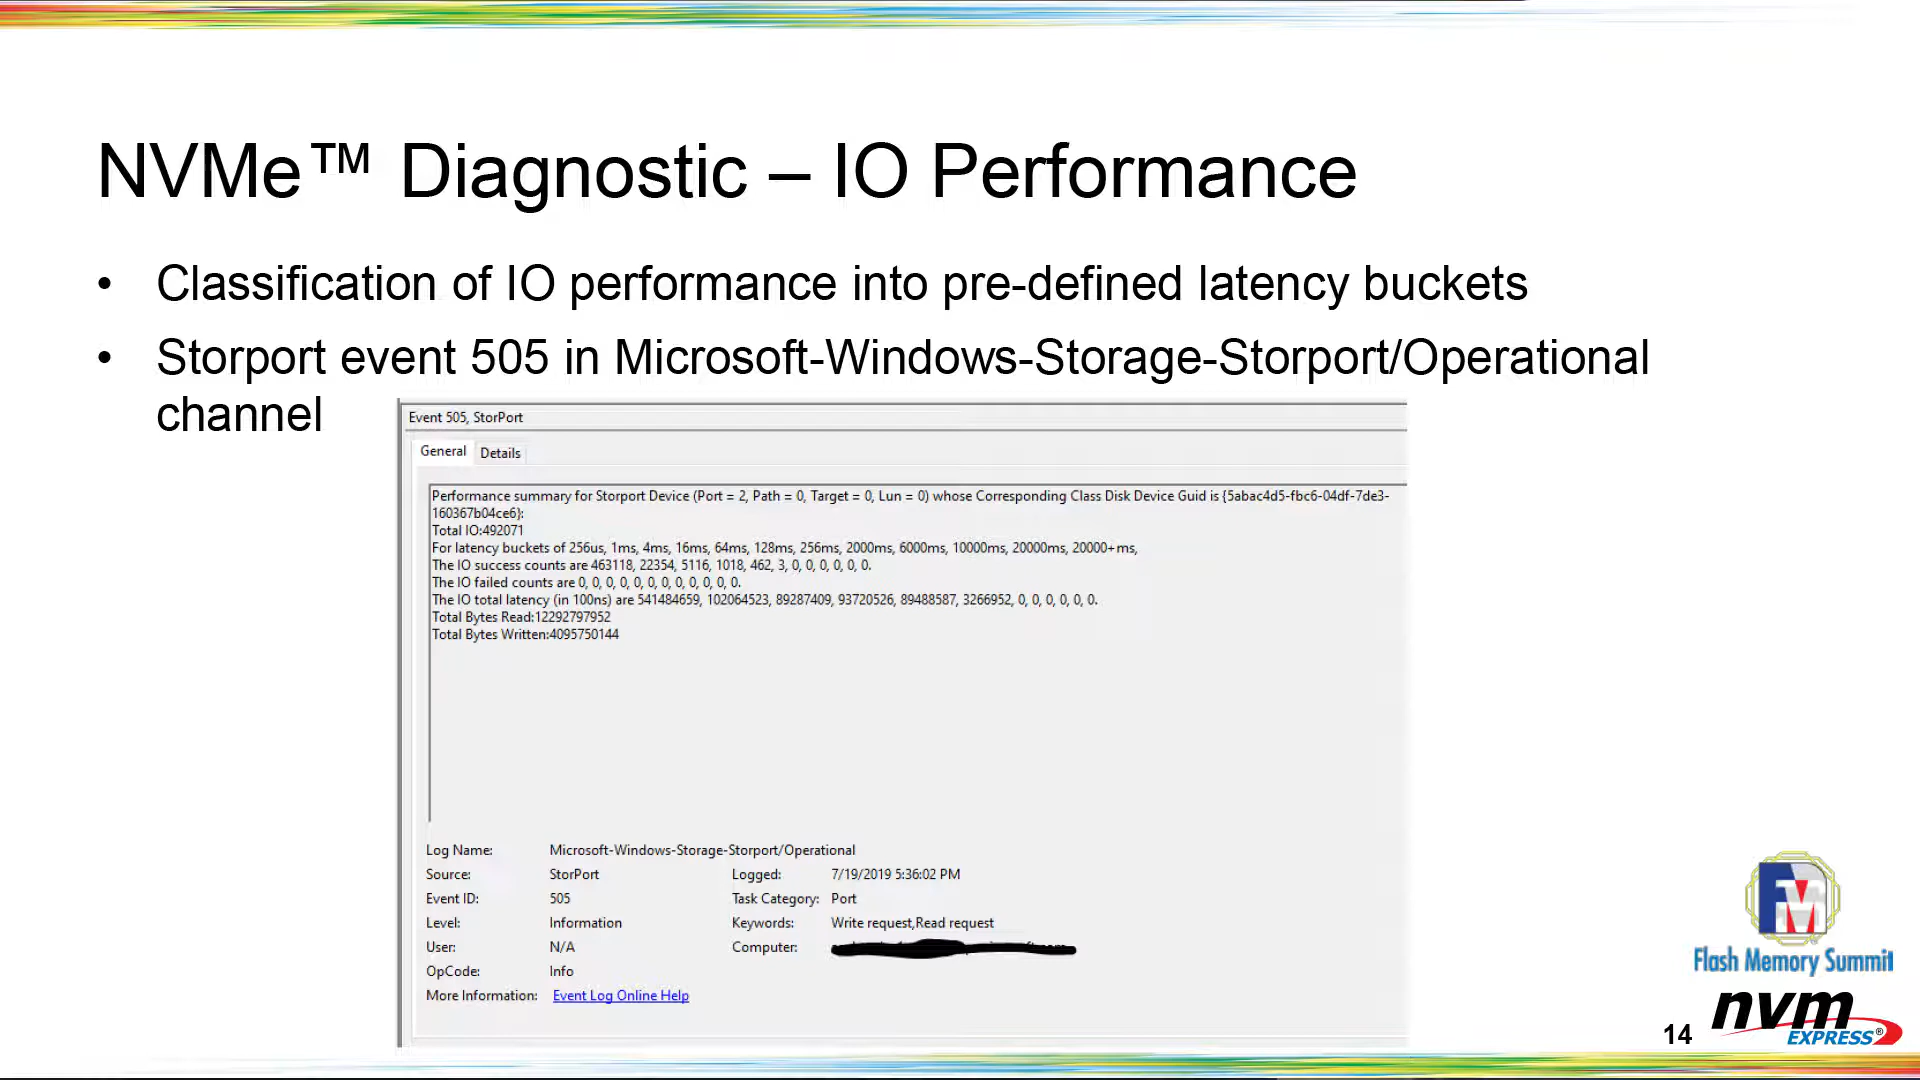 NVMe™ Diagnostic – IO Performance
• Classification of IO performance into pre-defined latency buckets
• Storport event 505 in Microsoft-Windows-Storage-Storport/Operational
channel
Event 505, StorPort
General Details
Performance summary for Storport Device (Port = 2, Path = 0, Target = 0, Lun = 0) whose Corresponding Class Disk Device Guid is {5abac4d5-fbc6-04df-7de3-
160367b04ce6}:
Total IO:492071
For latency buckets of 256us, 1ms, 4ms, 16ms, 64ms, 128ms, 256ms, 2000ms, 6000ms, 10000ms, 20000ms, 20000+ms,
The IO success counts are 463118, 22354, 5116, 1018, 462, 3, 0, 0, 0, 0, 0, 0.
The IO failed counts are 0, 0, 0, 0, 0, 0, 0, 0, 0, 0, 0, 0.
The IO total latency (in 100ns) are 541484659, 102064523, 89287409, 93720526, 89488587, 3266952, 0, 0, 0, 0, 0, 0.
Total Bytes Read:12292797952
Total Bytes Written:4095750144
Log Name: Microsoft-Windows-Storage-Storport/Operational
Source: StorPort Logged: 7/19/2019 5:36:02 PM
Event ID: 505 Task Category: Port
Level: Information Keywords: Write request,Read request
User: N/A Computer:
OpCode: Info
More Information: Event Log Online Help
Flash Memory Summit
nvm
EXPRESS®
14